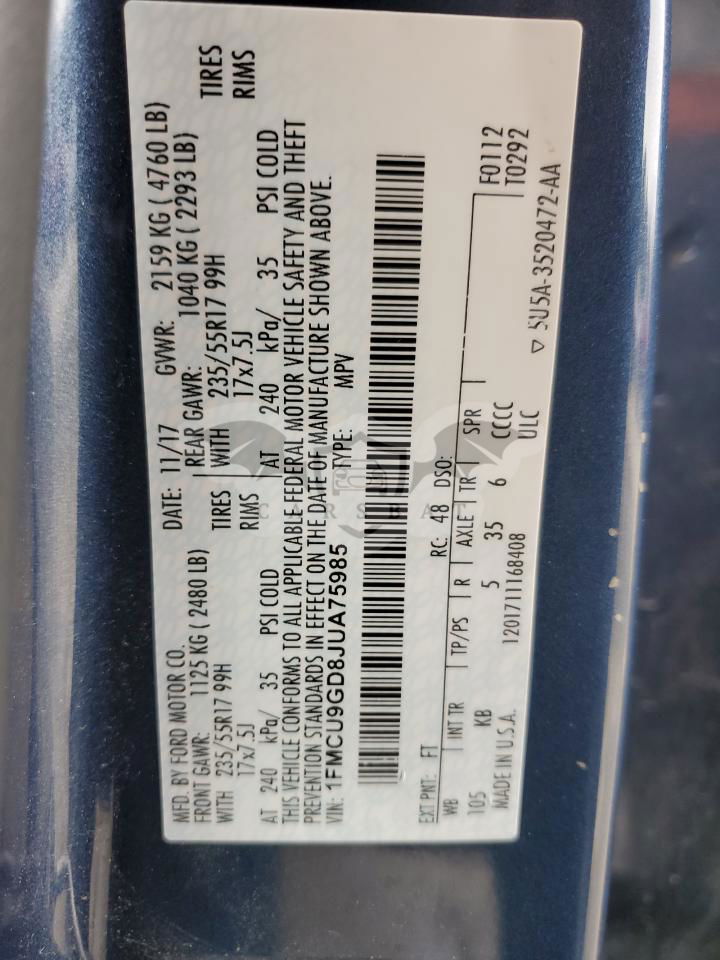 MFD. BY FORD MOTOR CO. DATE: 11/17 GVWR: 2159 KG ( 4760 LB)
FRONT GAWR: 1125 KG ( 2480 LB) REAR GAWR: 1040 KG ( 2293 LB)
WITH 235/55R17 99H TIRES WITH 235/55R17 99H TIRES
17x7.5J RIMS 17x7.5J RIMS
AT 240 kPa/ 35 PSI COLD AT 240 kPa/ 35 PSI COLD
THIS VEHICLE CONFORMS TO ALL APPLICABLE FEDERAL MOTOR VEHICLE SAFETY AND THEFT
PREVENTION STANDARDS IN EFFECT ON THE DATE OF MANUFACTURE SHOWN ABOVE.
VIN: 1FMCU9GD8JUA75985 TYPE: MPV
CARSBAT
EXT PNT: FT RC: 48 DSO: F0112
WB INT TR TP/PS R AXLE TR SPR T0292
105 KB 5 35 6 CCCC
MADE IN U.S.A. 1201711168408 ULC
▽ 5U5A-3520472-AA